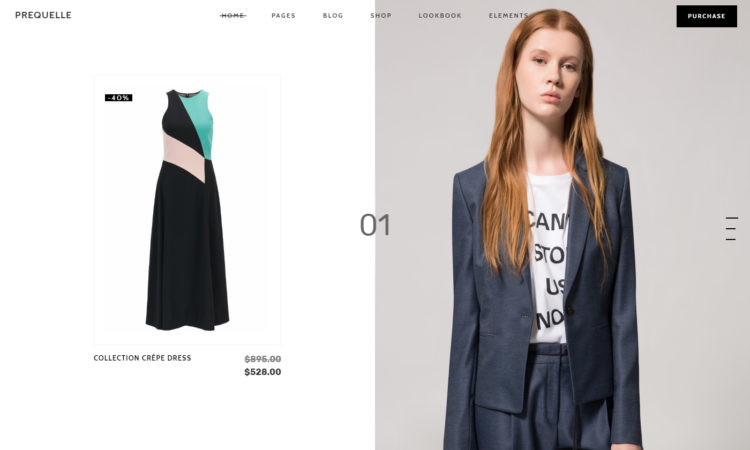 PREQUELLE
HOME PAGES BLOG SHOP LOOKBOOK ELEMENTS
PURCHASE
-40%
01
CAN
STO
US
NO
COLLECTION CRÊPE DRESS
$895.00
$528.00